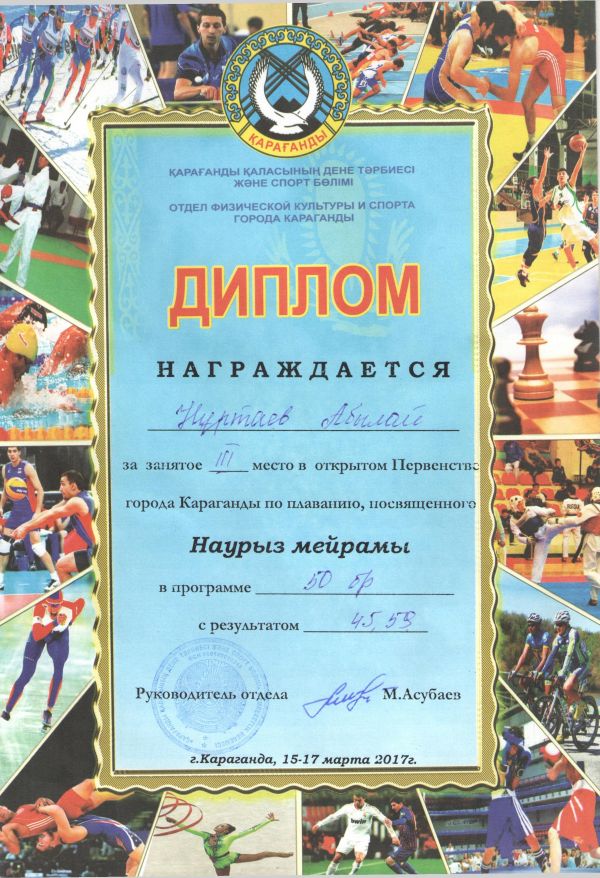 ҚАРАҒАНДЫ
ҚАРАҒАНДЫ ҚАЛАСЫНЫҢ ДЕНЕ ТӘРБИЕСІ
ЖӘНЕ СПОРТ БӨЛІМІ
ОТДЕЛ ФИЗИЧЕСКОЙ КУЛЬТУРЫ И СПОРТА
ГОРОДА КАРАГАНДЫ
ДИПЛОМ
НАГРАЖДАЕТСЯ
Нуртаев Абылай
за занятое III место в открытом Первенстве
города Караганды по плаванию, посвященного
Наурыз мейрамы
в программе 50 бр
с результатом 45,59
Руководитель отдела М.Асубаев
г.Караганда, 15-17 марта 2017г.